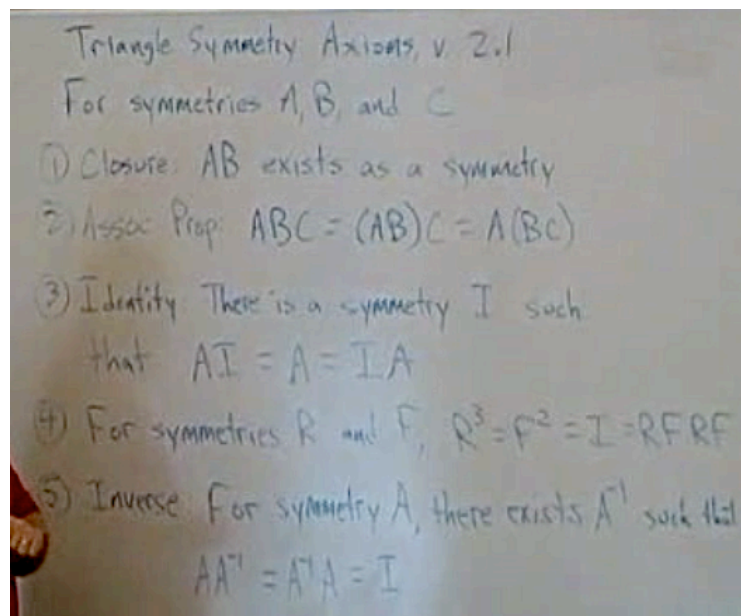 Triangle Symmetry Axioms, v 2.1
For symmetries A, B, and C
① Closure: AB exists as a symmetry
② Assoc Prop: ABC = (AB)C = A(BC)
③ Identity: There is a symmetry I such
that AI = A = IA
④ For symmetries R and F, R³ = F² = I = RFRF
⑤ Inverse: For symmetry A, there exists A⁻¹ such that
AA⁻¹ = A⁻¹A = I